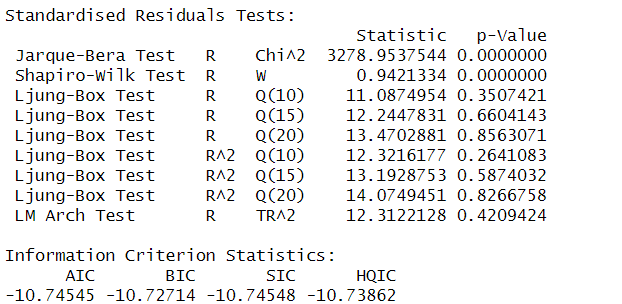 Standardised Residuals Tests:
Statistic p-Value
Jarque-Bera Test R Chi^2 3278.9537544 0.0000000
Shapiro-Wilk Test R W 0.9421334 0.0000000
Ljung-Box Test R Q(10) 11.0874954 0.3507421
Ljung-Box Test R Q(15) 12.2447831 0.6604143
Ljung-Box Test R Q(20) 13.4702881 0.8563071
Ljung-Box Test R^2 Q(10) 12.3216177 0.2641083
Ljung-Box Test R^2 Q(15) 13.1928753 0.5874032
Ljung-Box Test R^2 Q(20) 14.0749451 0.8266758
LM Arch Test R TR^2 12.3122128 0.4209424
Information Criterion Statistics:
AIC BIC SIC HQIC
-10.74545 -10.72714 -10.74548 -10.73862